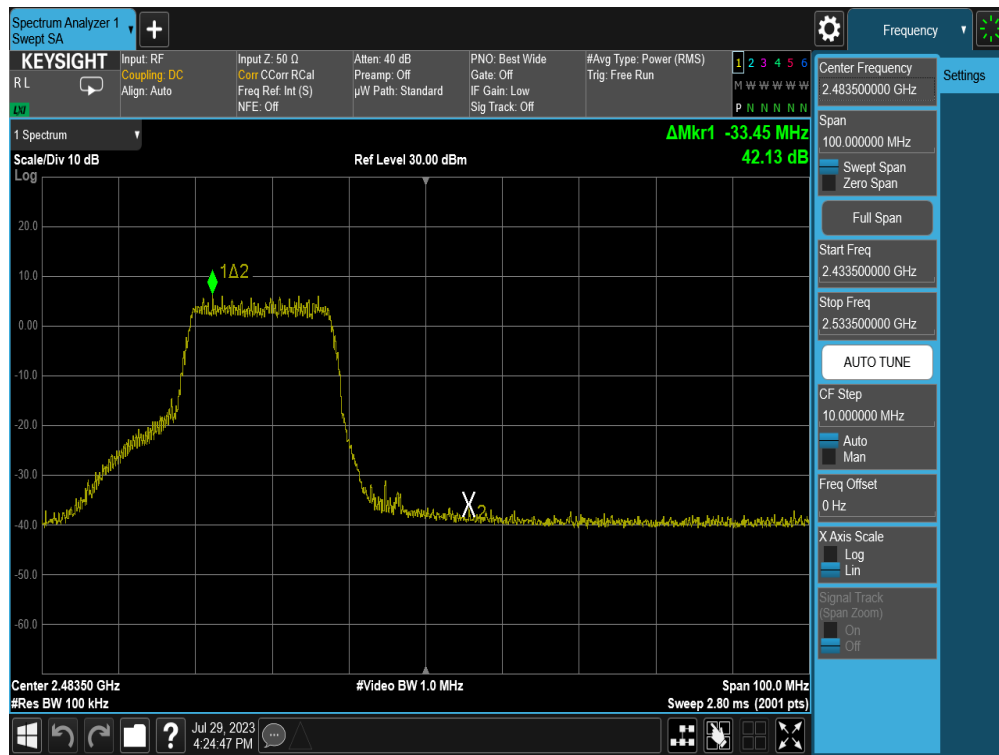 Spectrum Analyzer 1
Swept SA
+
Frequency
KEYSIGHT
R L
LXI
Input: RF
Coupling: DC
Align: Auto
Input Z: 50 Ω
Corr CCorr RCal
Freq Ref: Int (S)
NFE: Off
Atten: 40 dB
Preamp: Off
µW Path: Standard
PNO: Best Wide
Gate: Off
IF Gain: Low
Sig Track: Off
#Avg Type: Power (RMS)
Trig: Free Run
1 2 3 4 5 6
M W W W W W
P N N N N N
1 Spectrum
ΔMkr1 -33.45 MHz
42.13 dB
Scale/Div 10 dB
Ref Level 30.00 dBm
Log
20.0
10.0
0.00
-10.0
-20.0
-30.0
-40.0
-50.0
-60.0
1Δ2
X2
Center 2.48350 GHz
#Video BW 1.0 MHz
Span 100.0 MHz
#Res BW 100 kHz
Sweep 2.80 ms (2001 pts)
Center Frequency
2.483500000 GHz
Settings
Span
100.000000 MHz
Swept Span
Zero Span
Full Span
Start Freq
2.433500000 GHz
Stop Freq
2.533500000 GHz
AUTO TUNE
CF Step
10.000000 MHz
Auto
Man
Freq Offset
0 Hz
X Axis Scale
Log
Lin
Signal Track
(Span Zoom)
On
Off
?
Jul 29, 2023
4:24:47 PM